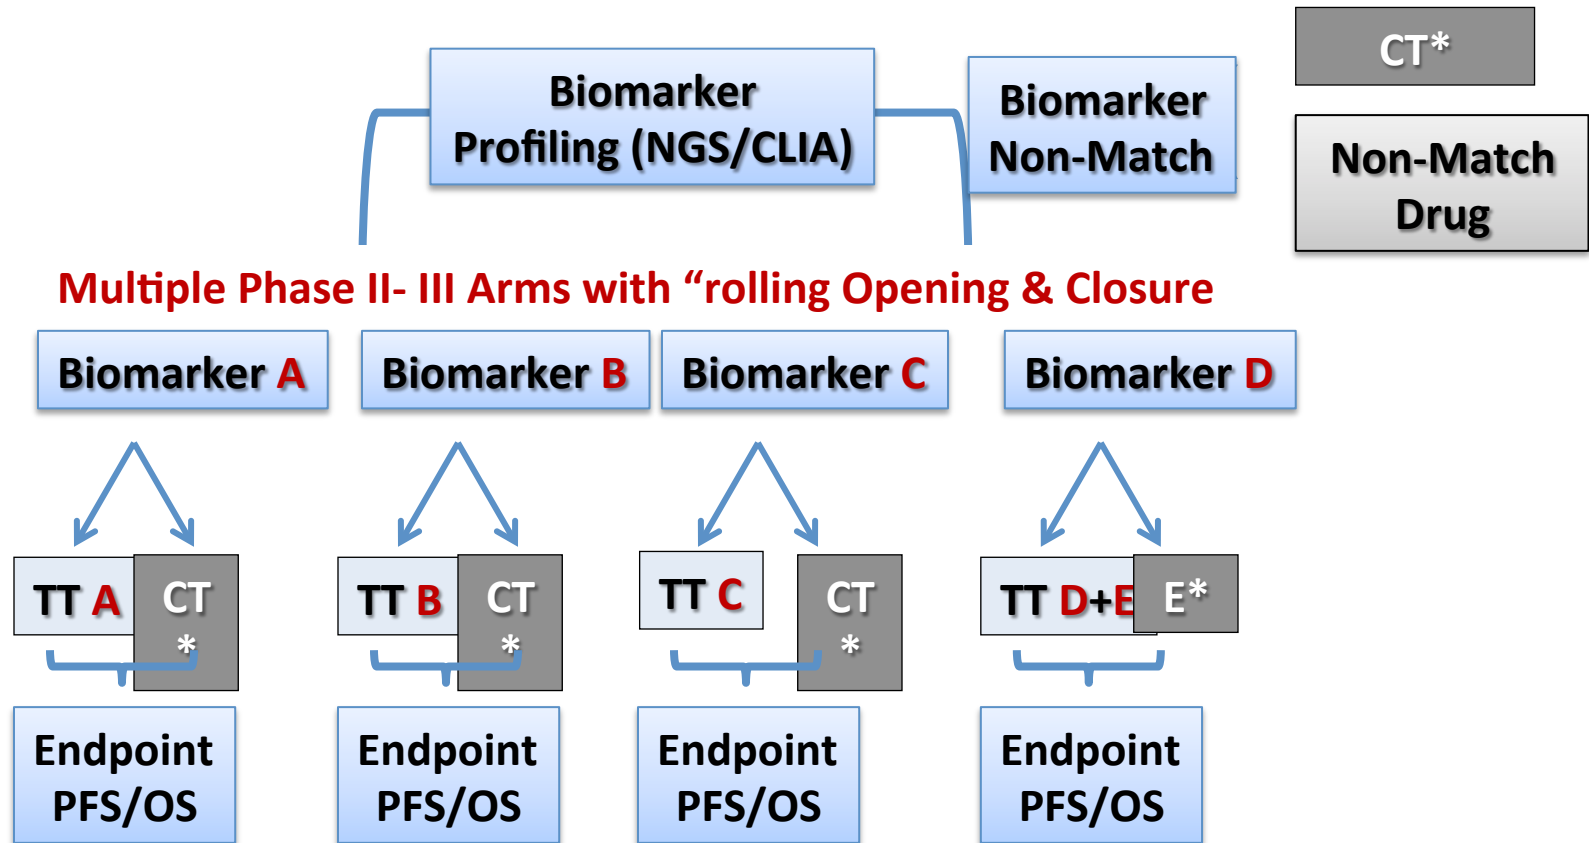 Biomarker
Profiling (NGS/CLIA)
Biomarker
Non-Match
CT*
Non-Match
Drug
Multiple Phase II- III Arms with “rolling Opening & Closure
Biomarker A
Biomarker B
Biomarker C
Biomarker D
TT A
CT
*
TT B
CT
*
TT C
CT
*
TT D+E
E*
Endpoint
PFS/OS
Endpoint
PFS/OS
Endpoint
PFS/OS
Endpoint
PFS/OS